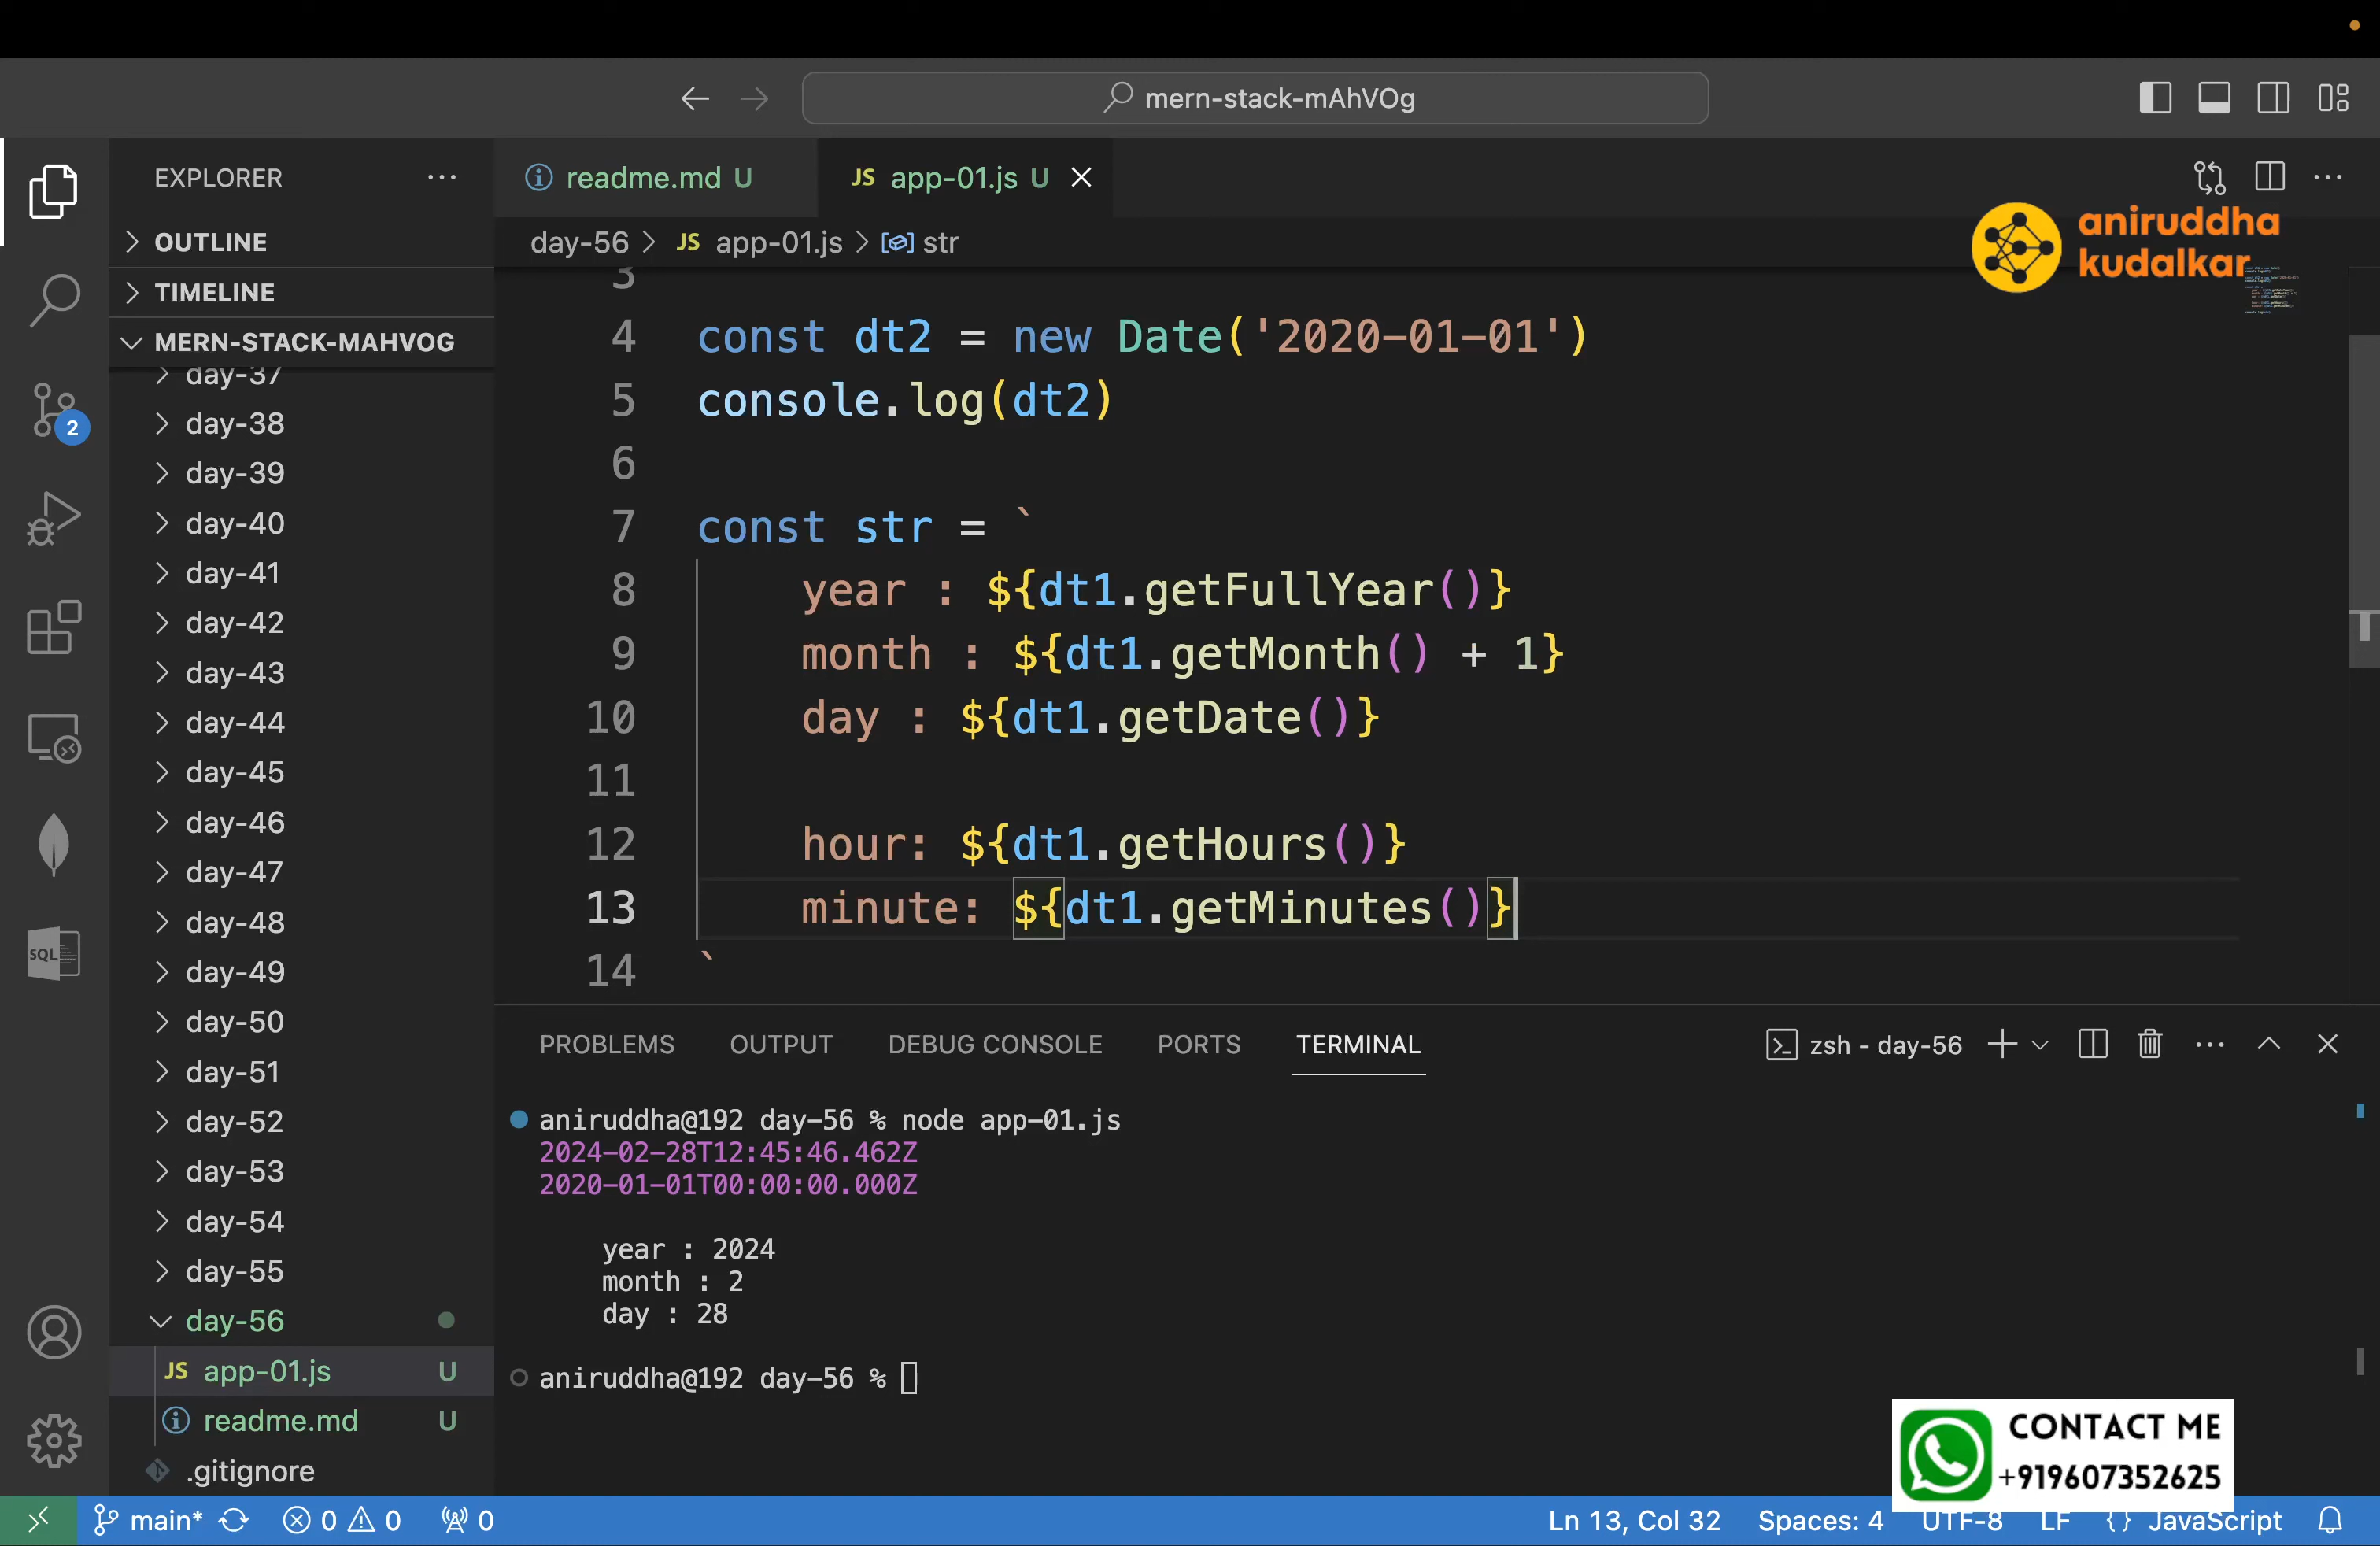 mern-stack-mAhVOg
EXPLORER
OUTLINE
TIMELINE
MERN-STACK-MAHVOG
day-37
day-38
day-39
day-40
day-41
day-42
day-43
day-44
day-45
day-46
day-47
day-48
day-49
day-50
day-51
day-52
day-53
day-54
day-55
day-56
JS app-01.js U
readme.md U
.gitignore
2
SQL
readme.md U
JS app-01.js U
day-56 > JS app-01.js > str
aniruddha
kudalkar
3
4 const dt2 = new Date('2020-01-01')
5 console.log(dt2)
6
7 const str = `
8 year : ${dt1.getFullYear()}
9 month : ${dt1.getMonth() + 1}
10 day : ${dt1.getDate()}
11
12 hour: ${dt1.getHours()}
13 minute: ${dt1.getMinutes()}
14 `
PROBLEMS OUTPUT DEBUG CONSOLE PORTS TERMINAL
zsh - day-56
aniruddha@192 day-56 % node app-01.js
2024-02-28T12:45:46.462Z
2020-01-01T00:00:00.000Z
year : 2024
month : 2
day : 28
aniruddha@192 day-56 %
CONTACT ME
+919607352625
main* 0 0 0
Ln 13, Col 32 Spaces: 4 UTF-8 LF {} JavaScript